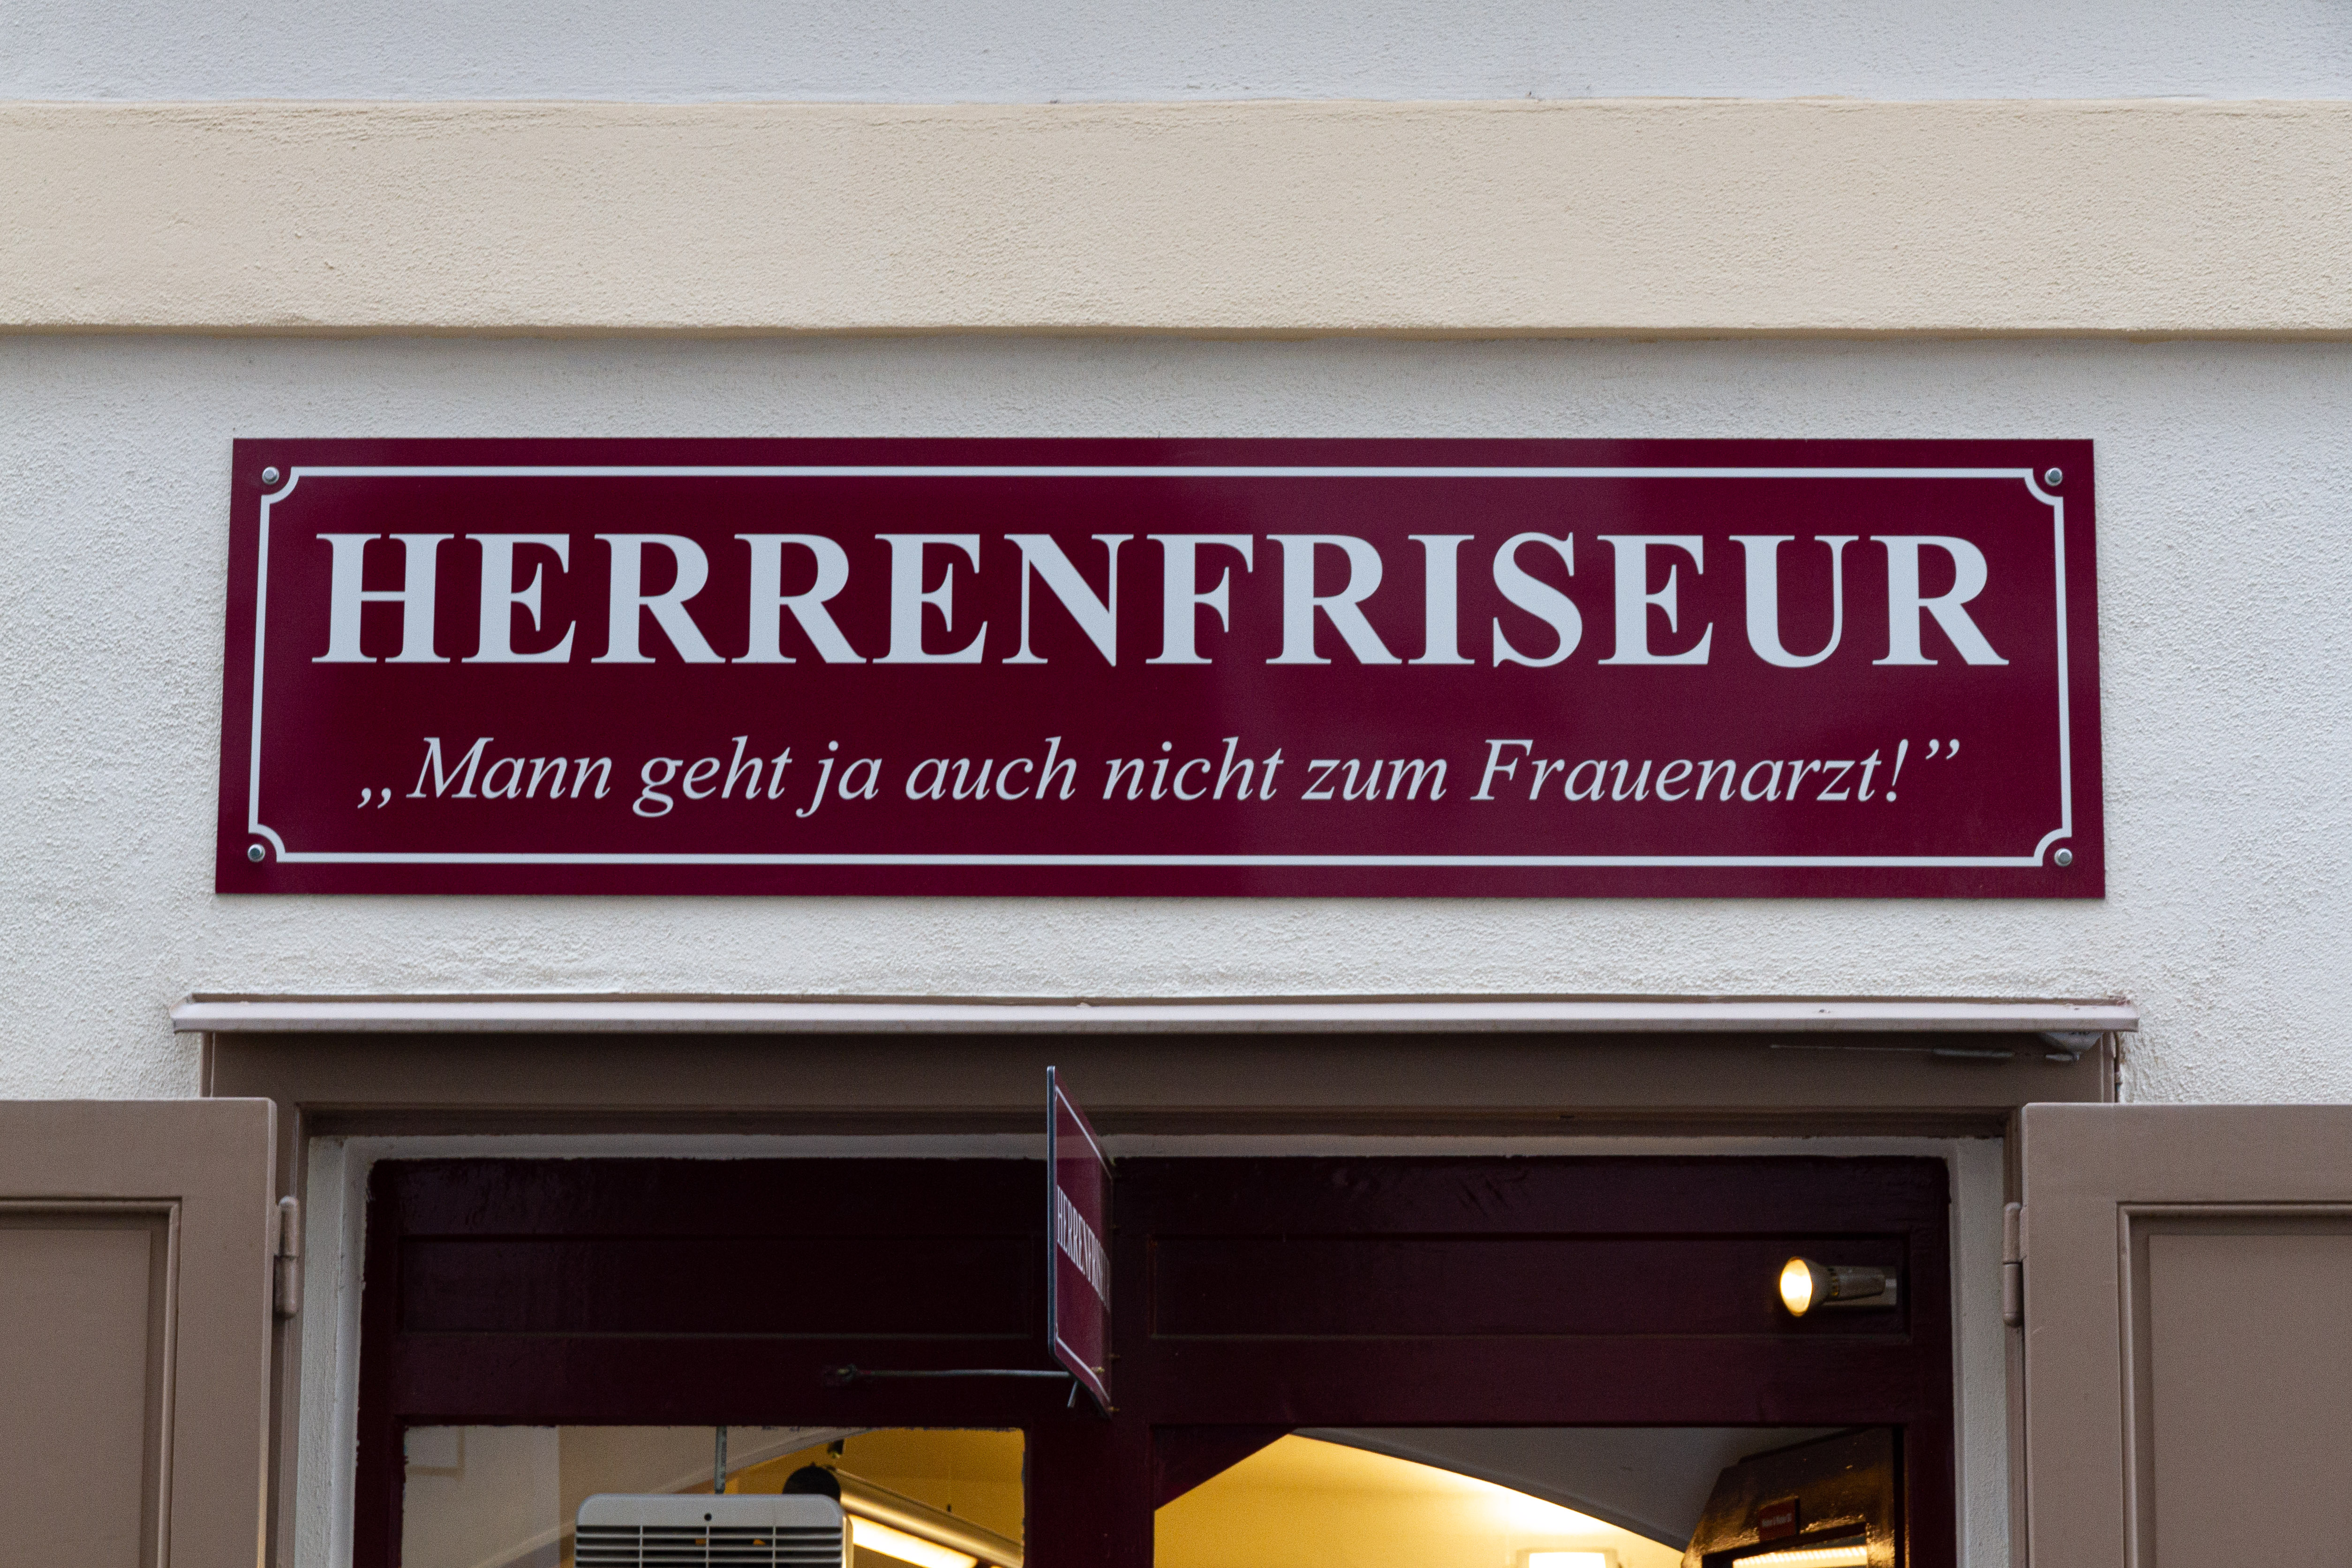 HERRENFRISEUR
„Mann geht ja auch nicht zum Frauenarzt!”